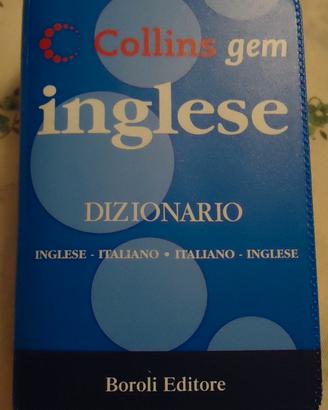 Collins gem
inglese
DIZIONARIO
INGLESE - ITALIANO • ITALIANO - INGLESE
Boroli Editore